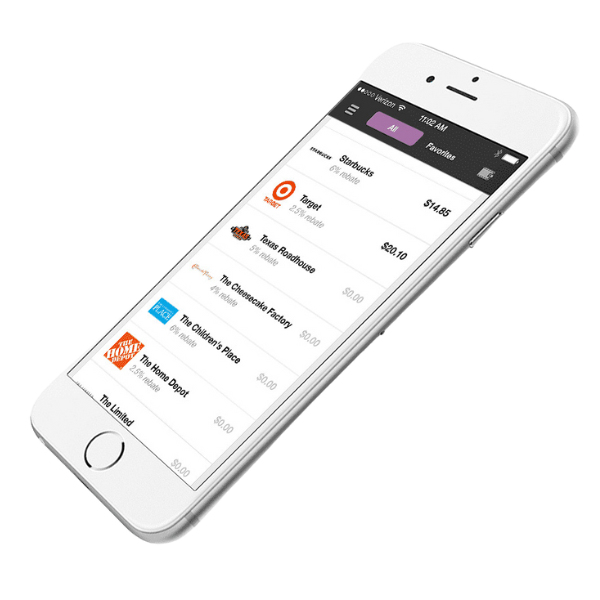 Verizon
11:02 AM
All
Favorites
STARBUCKS
Starbucks
6% rebate
$14.85
TARGET
Target
2.5% rebate
$20.10
Texas Roadhouse
5% rebate
$0.00
The Cheesecake Factory
4% rebate
$0.00
PLACE
The Children's Place
6% rebate
$0.00
THE
HOME
DEPOT
The Home Depot
2.5% rebate
$0.00
The Limited
$0.00